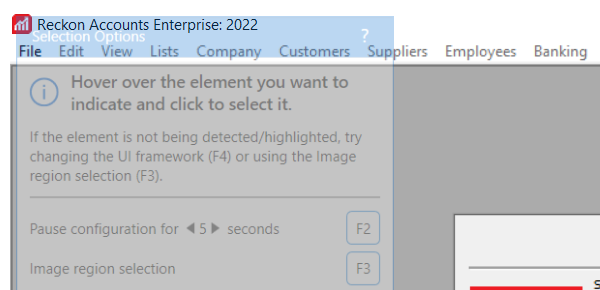 Reckon Accounts Enterprise: 2022
Selection Options ?
File Edit View Lists Company Customers Suppliers Employees Banking
Hover over the element you want to
indicate and click to select it.
If the element is not being detected/highlighted, try
changing the UI framework (F4) or using the Image
region selection (F3).
Pause configuration for 5 seconds F2
Image region selection F3